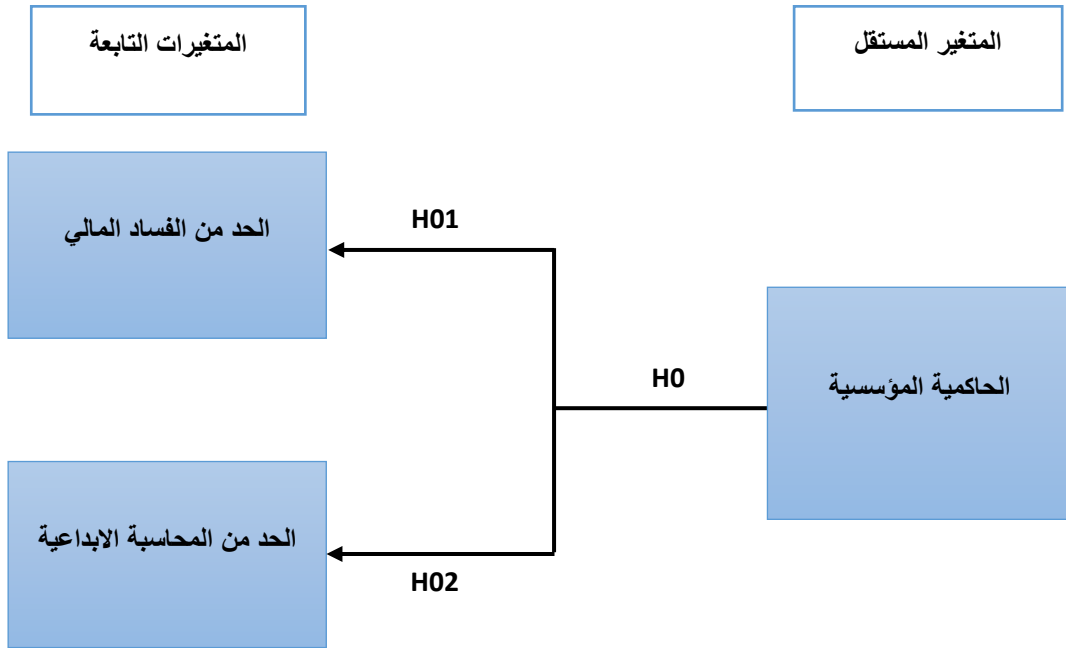 المتغير المستقل
المتغيرات التابعة
الحد من الفساد المالي
H01
H0
الحاكمية المؤسسية
الحد من المحاسبة الابداعية
H02